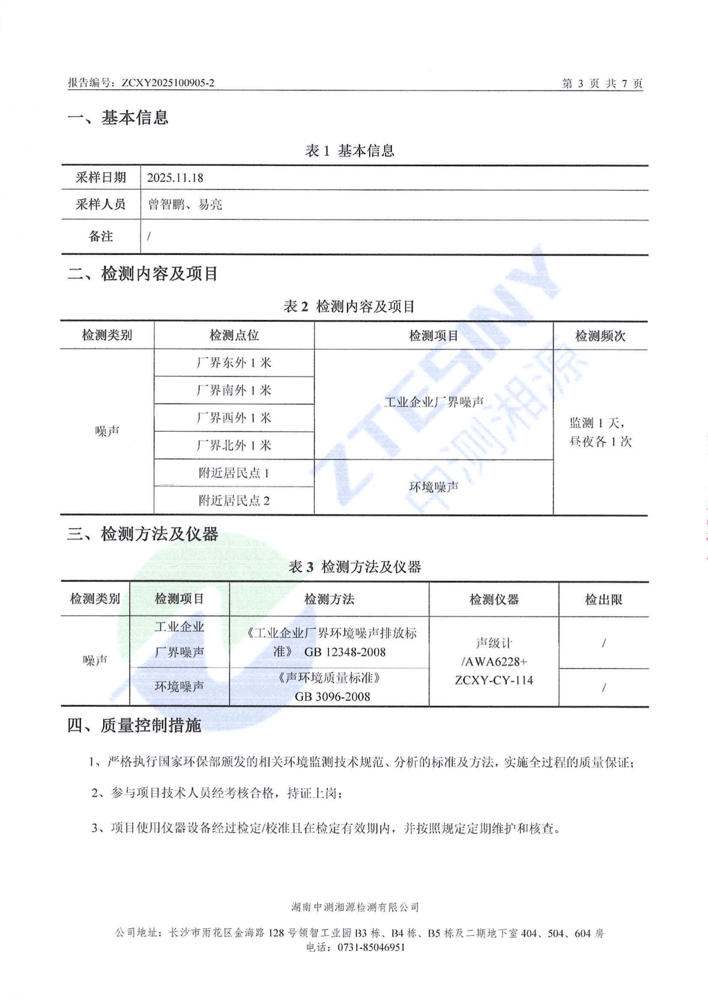 报告编号：ZCXY2025100905-2
第 3 页 共 7 页
一、基本信息
表 1 基本信息
采样日期 2025.11.18
采样人员 曾智鹏、易亮
备注 /
二、检测内容及项目
表 2 检测内容及项目
检测类别 检测点位 检测项目 检测频次
厂界东外 1 米
厂界南外 1 米
工业企业厂界噪声
厂界西外 1 米
噪声
监测 1 天，
昼夜各 1 次
厂界北外 1 米
附近居民点 1
环境噪声
附近居民点 2
三、检测方法及仪器
表 3 检测方法及仪器
检测类别 检测项目 检测方法 检测仪器 检出限
噪声
工业企业
厂界噪声
《工业企业厂界环境噪声排放标
准》 GB 12348-2008
声级计
/AWA6228+
ZCXY-CY-114
/
环境噪声
《声环境质量标准》
GB 3096-2008
/
四、质量控制措施
1、严格执行国家环保部颁发的相关环境监测技术规范、分析的标准及方法，实施全过程的质量保证；
2、参与项目技术人员经考核合格，持证上岗；
3、项目使用仪器设备经过检定/校准且在检定有效期内，并按照规定定期维护和核查。
湖南中测湘源检测有限公司
公司地址：长沙市雨花区金海路 128 号领智工业园 B3 栋、B4 栋、B5 栋及二期地下室 404、504、604 房
电话：0731-85046951
ZTESINY
中测湘源